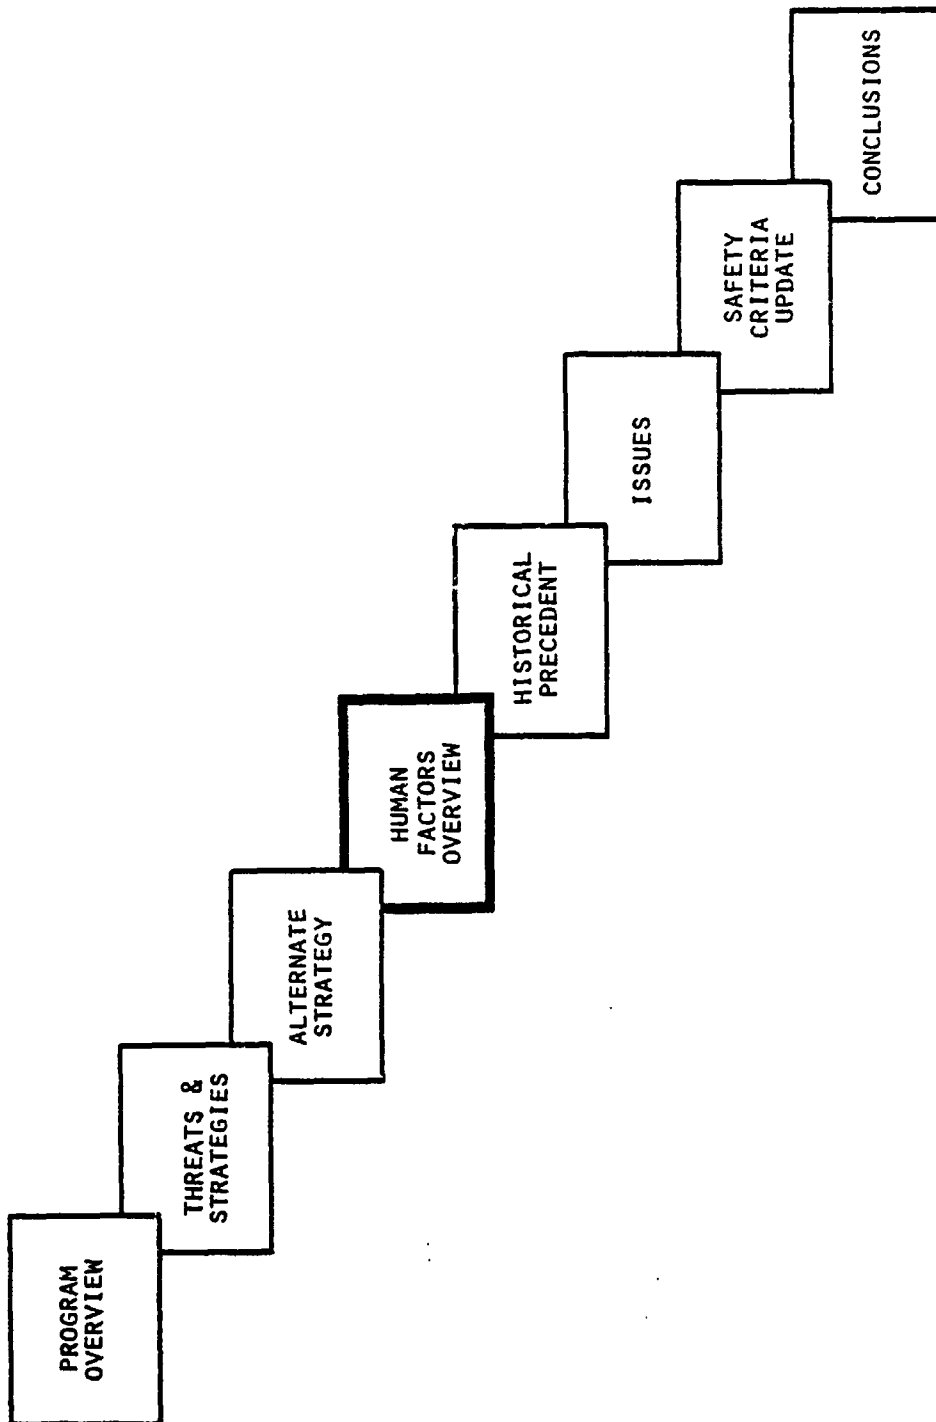 PROGRAM
OVERVIEW
THREATS &
STRATEGIES
ALTERNATE
STRATEGY
HUMAN
FACTORS
OVERVIEW
HISTORICAL
PRECEDENT
ISSUES
SAFETY
CRITERIA
UPDATE
CONCLUSIONS